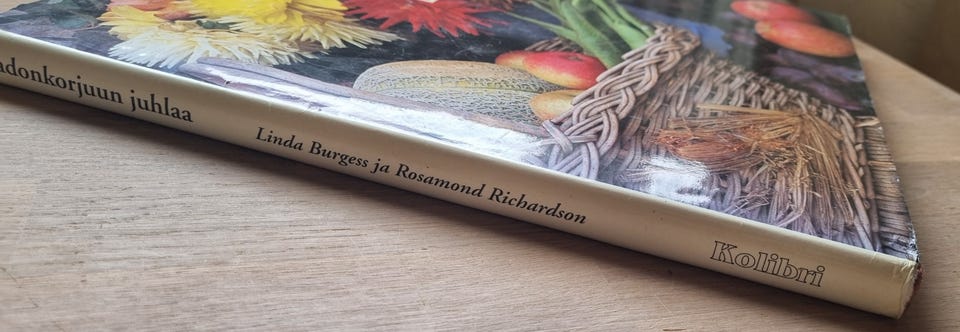 adonkorjuun juhlaa
Linda Burgess ja Rosamond Richardson
Kolibri